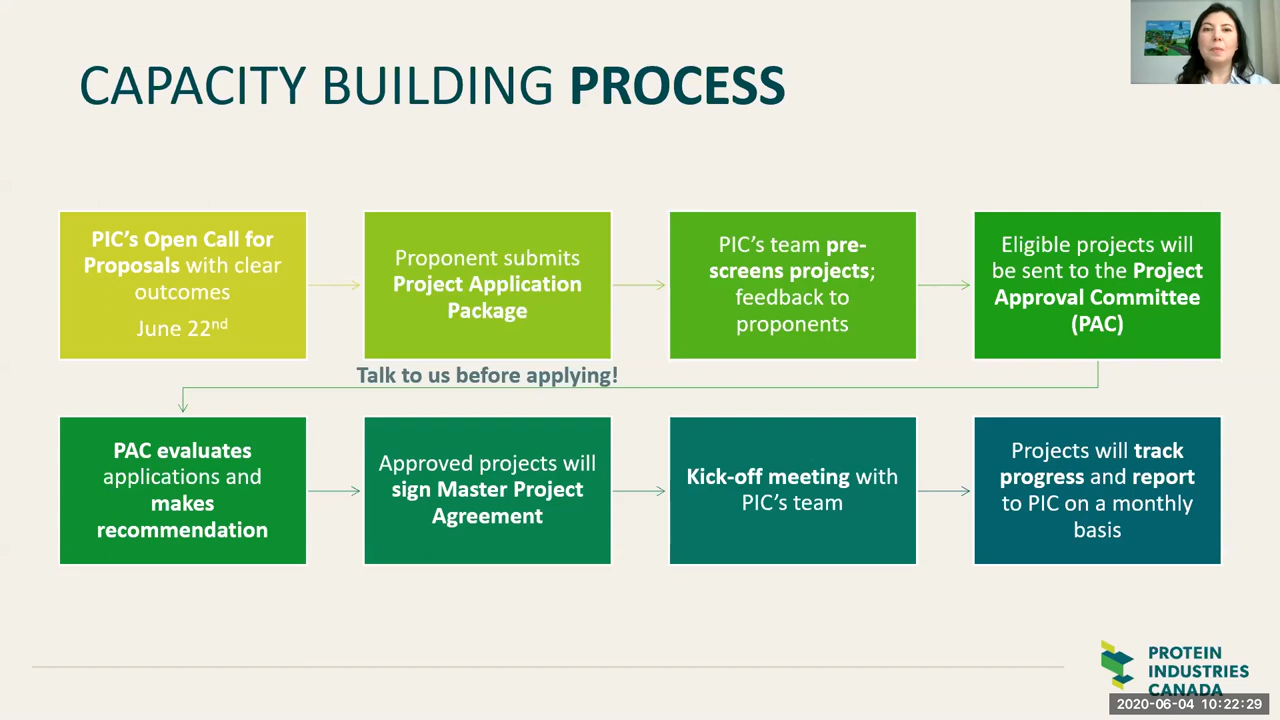 CAPACITY BUILDING PROCESS
PIC’s Open Call for
Proposals with clear
outcomes
June 22nd
Proponent submits
Project Application
Package
PIC’s team pre-
screens projects;
feedback to
proponents
Eligible projects will
be sent to the Project
Approval Committee
(PAC)
Talk to us before applying!
PAC evaluates
applications and
makes
recommendation
Approved projects will
sign Master Project
Agreement
Kick-off meeting with
PIC’s team
Projects will track
progress and report
to PIC on a monthly
basis
PROTEIN
INDUSTRIES
CANADA
2020-06-04 10:22:29